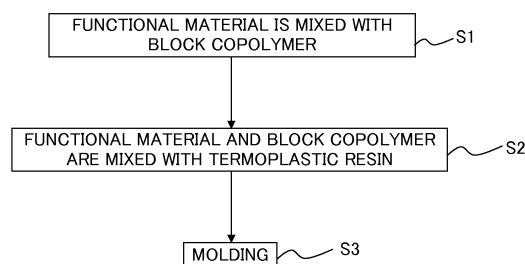 FUNCTIONAL MATERIAL IS MIXED WITH
BLOCK COPOLYMER
S1
FUNCTIONAL MATERIAL AND BLOCK COPOLYMER
ARE MIXED WITH TERMOPLASTIC RESIN
S2
MOLDING
S3